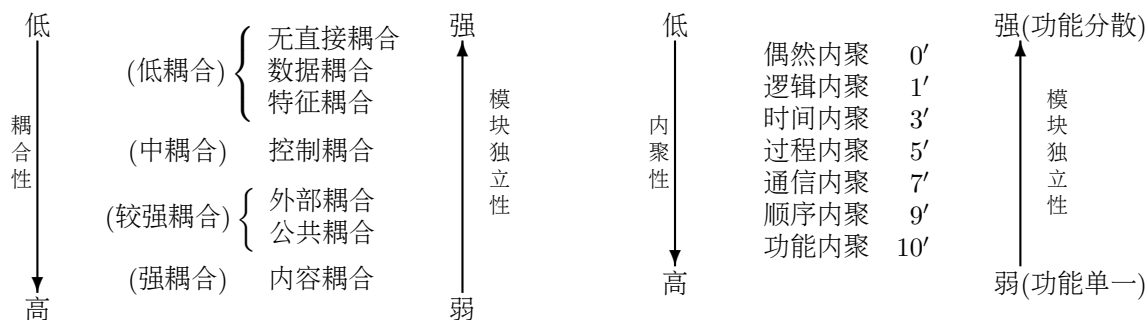 低
强
无直接耦合
(低耦合)
数据耦合
特征耦合
耦合性
(中耦合) 控制耦合
模块独立性
(较强耦合)
外部耦合
公共耦合
(强耦合) 内容耦合
高
弱
低
强(功能分散)
偶然内聚 0′
逻辑内聚 1′
时间内聚 3′
内聚性
过程内聚 5′
模块独立性
通信内聚 7′
顺序内聚 9′
功能内聚 10′
高
弱(功能单一)